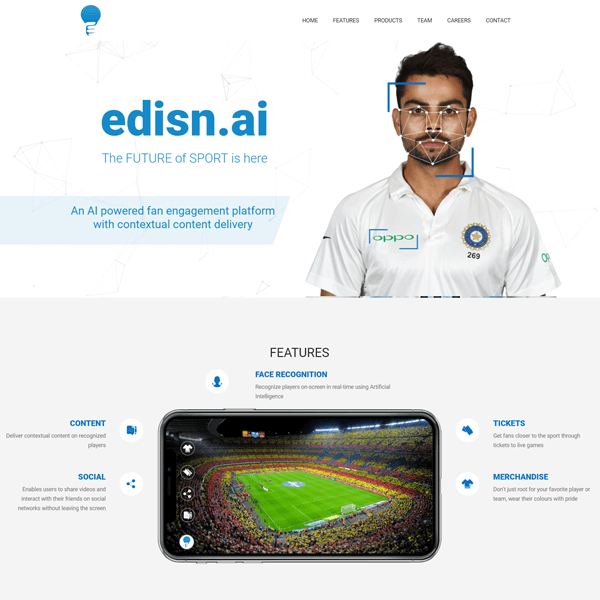 HOME FEATURES PRODUCTS TEAM CAREERS CONTACT
edisn.ai
The FUTURE of SPORT is here
An AI powered fan engagement platform
with contextual content delivery
oppo
269
FEATURES
FACE RECOGNITION
Recognize players on-screen in real-time using Artificial
Intelligence
CONTENT
Deliver contextual content on recognized
players
SOCIAL
Enables users to share videos and
interact with their friends on social
networks without leaving the screen
TICKETS
Get fans closer to the sport through
tickets to live games
MERCHANDISE
Don't just root for your favorite player or
team, wear their colours with pride